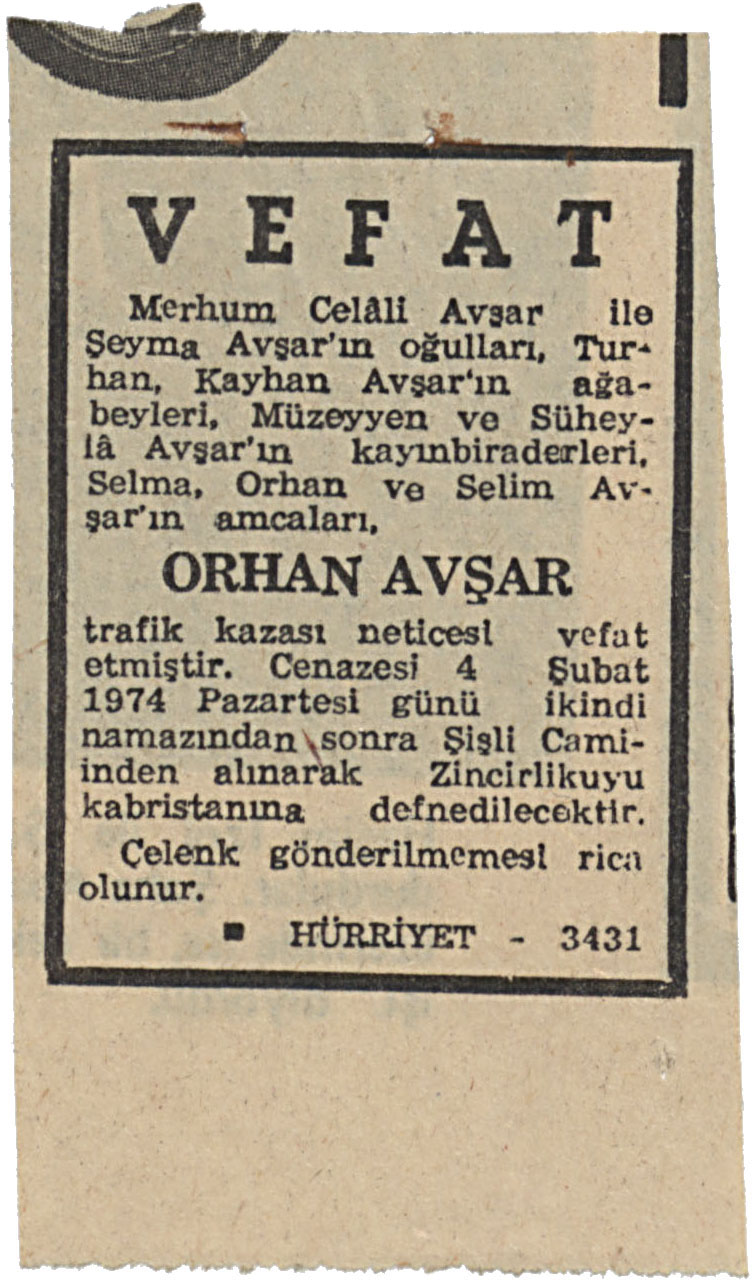 VEFAT
Merhum Celâli Avşar ile
Şeyma Avşar'ın oğulları, Tur-
han, Kayhan Avşar'ın ağa-
beyleri, Müzeyyen ve Sühey-
lâ Avşar'ın kayınbiraderleri,
Selma, Orhan ve Selim Av-
şar'ın amcaları,
ORHAN AVŞAR
trafik kazası neticesi vefat
etmiştir. Cenazesi 4 Şubat
1974 Pazartesi günü ikindi
namazından sonra Şişli Cami-
inden alınarak Zincirlikuyu
kabristanına defnedilecektir.
Çelenk gönderilmemesi rica
olunur.
■ HÜRRİYET - 3431